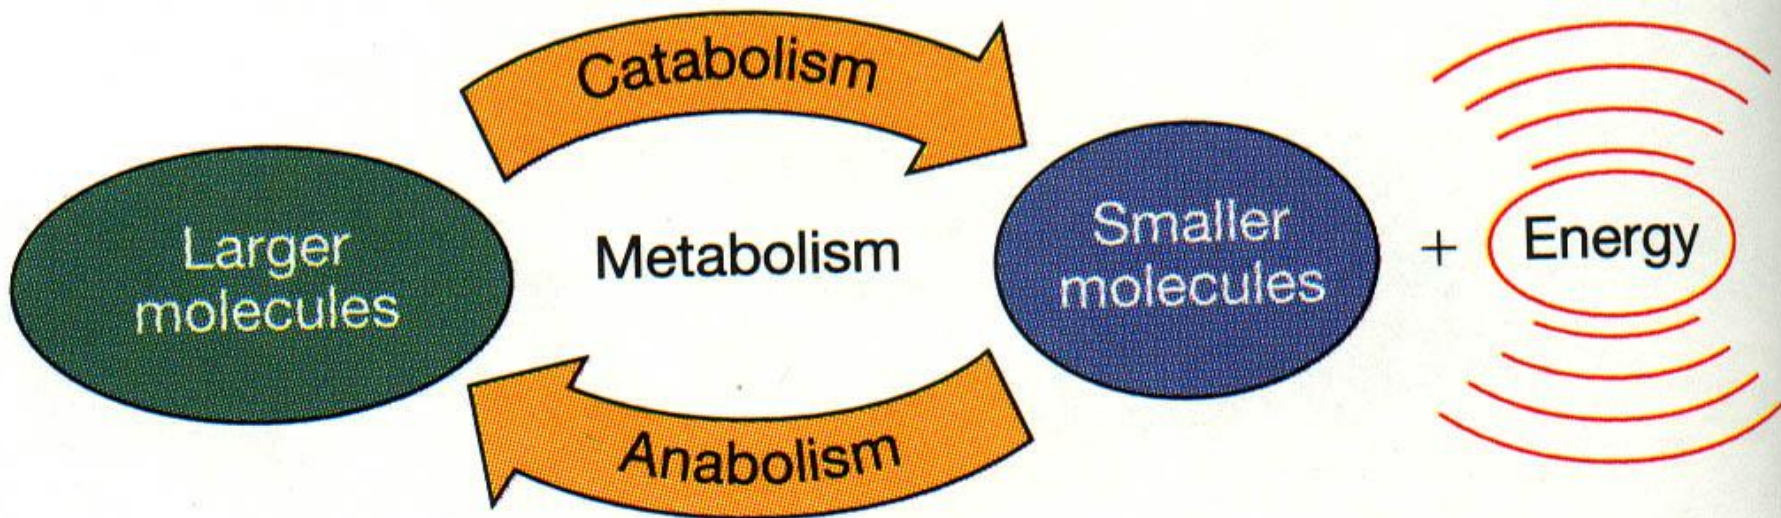 Catabolism
Larger
molecules
Metabolism
Smaller
molecules
+
Energy
Anabolism